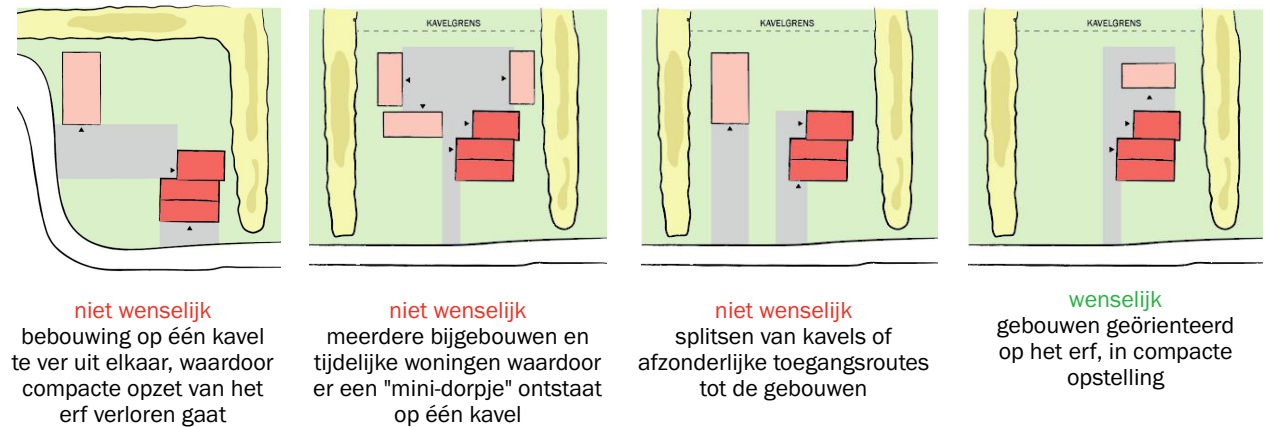 KAVELGRENS
KAVELGRENS
KAVELGRENS
niet wenselijk
bebouwing op één kavel
te ver uit elkaar, waardoor
compacte opzet van het
erf verloren gaat
niet wenselijk
meerdere bijgebouwen en
tijdelijke woningen waardoor
er een "mini-dorpje" ontstaat
op één kavel
niet wenselijk
splitsen van kavels of
afzonderlijke toegangsroutes
tot de gebouwen
wenselijk
gebouwen geörienteerd
op het erf, in compacte
opstelling